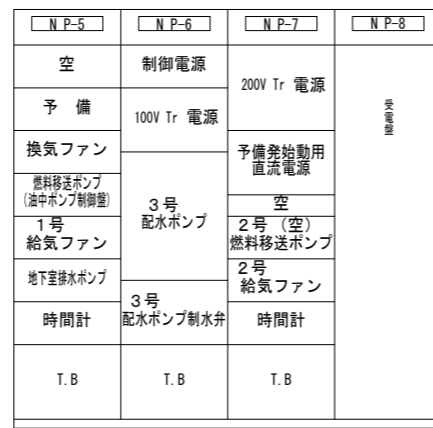 N P-5
空
予 備
換気ファン
燃料移送ポンプ
(油中ポンプ制御盤)
1号
給気ファン
地下室排水ポンプ
時間計
T.B
N P-6
制御電源
100V Tr 電源
3号
配水ポンプ
3号
配水ポンプ制水弁
T.B
N P-7
200V Tr 電源
予備発始動用
直流電源
空
2号(空)
燃料移送ポンプ
2号
給気ファン
時間計
T.B
N P-8
受電盤